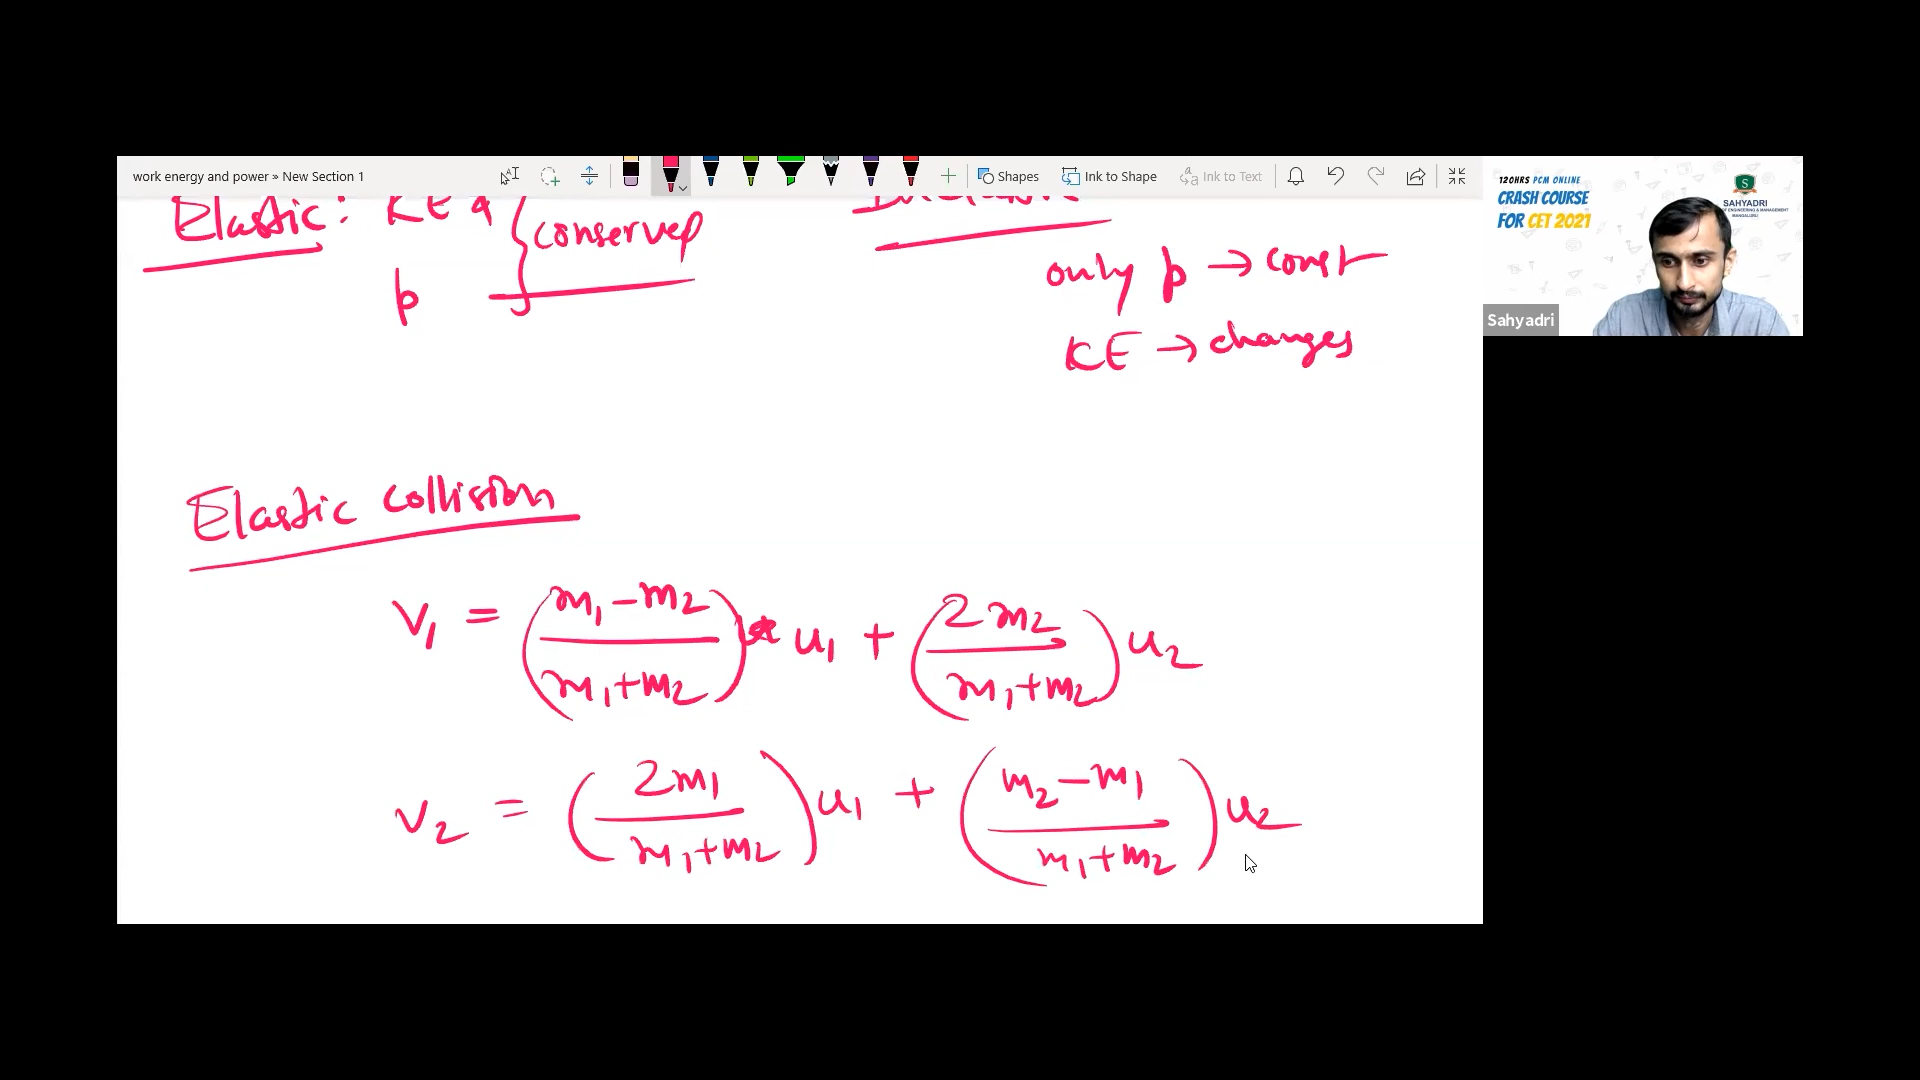 work energy and power » New Section 1
Shapes
Ink to Shape
Ink to Text
120HRS PCM ONLINE
CRASH COURSE
FOR CET 2021
S
SAHYADRI
Sahyadri
Elastic: KE &
p
conserved
only p → const
KE → changes
Elastic collision
v₁ = (m₁-m₂ / m₁+m₂) u₁ + (2m₂ / m₁+m₂) u₂
v₂ = (2m₁ / m₁+m₂) u₁ + (m₂-m₁ / m₁+m₂) u₂